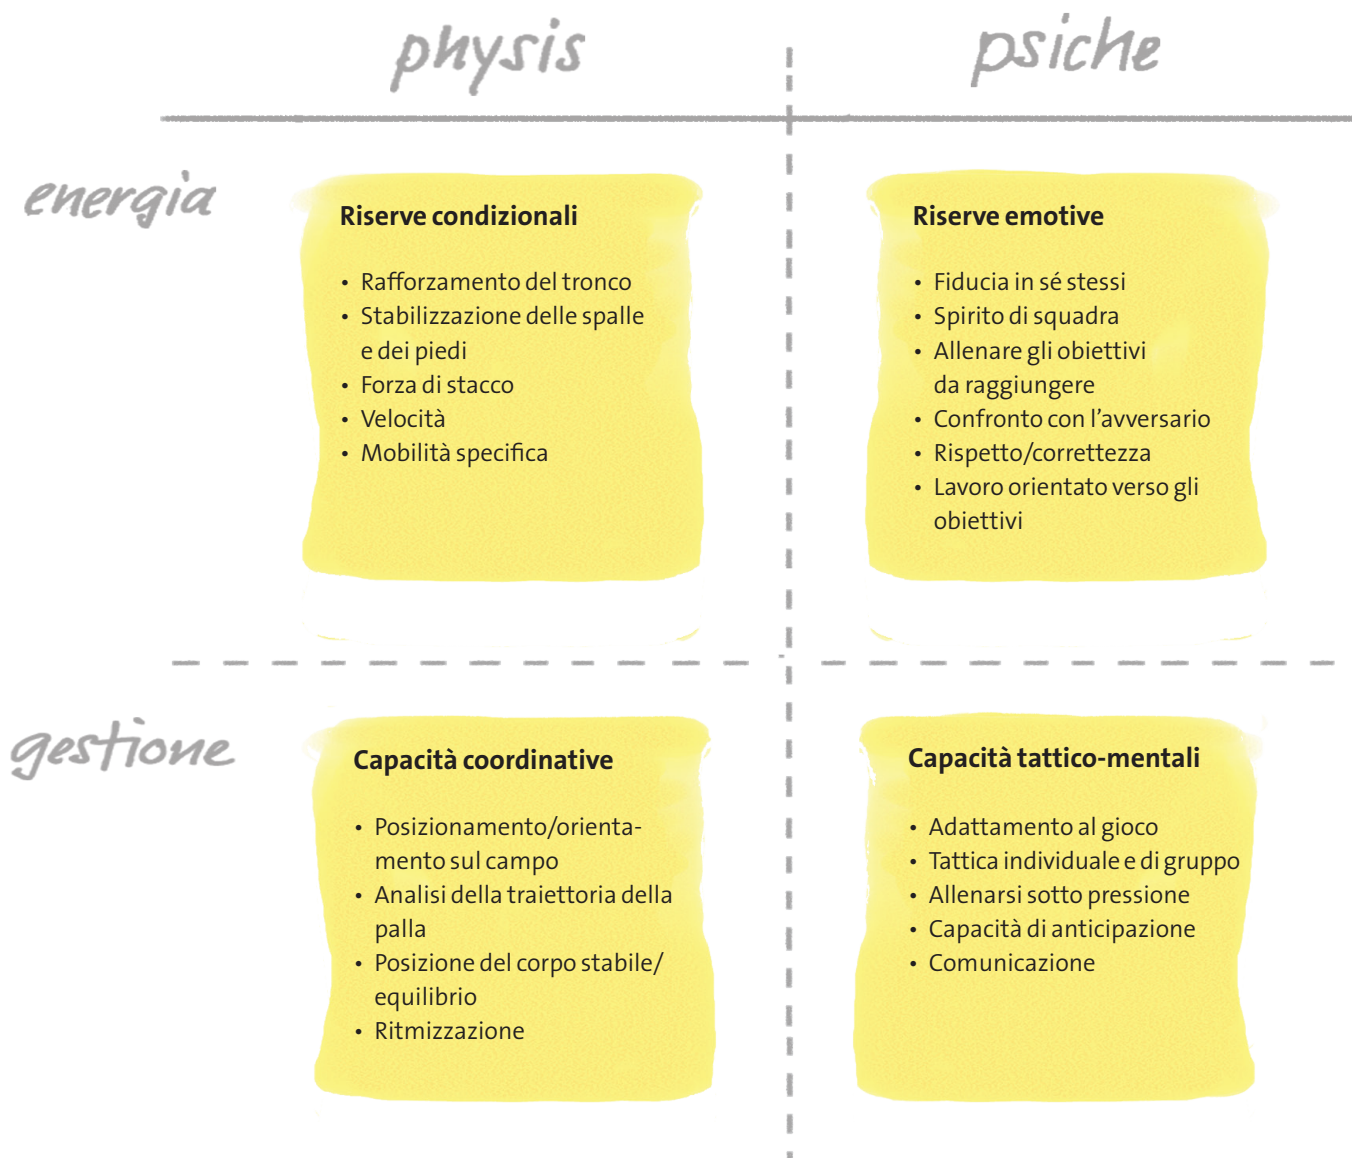 physis
psiche
energia
Riserve condizionali
• Rafforzamento del tronco
• Stabilizzazione delle spalle
e dei piedi
• Forza di stacco
• Velocità
• Mobilità specifica
Riserve emotive
• Fiducia in sé stessi
• Spirito di squadra
• Allenare gli obiettivi
da raggiungere
• Confronto con l’avversario
• Rispetto/correttezza
• Lavoro orientato verso gli
obiettivi
gestione
Capacità coordinative
• Posizionamento/orienta-
mento sul campo
• Analisi della traiettoria della
palla
• Posizione del corpo stabile/
equilibrio
• Ritmizzazione
Capacità tattico-mentali
• Adattamento al gioco
• Tattica individuale e di gruppo
• Allenarsi sotto pressione
• Capacità di anticipazione
• Comunicazione